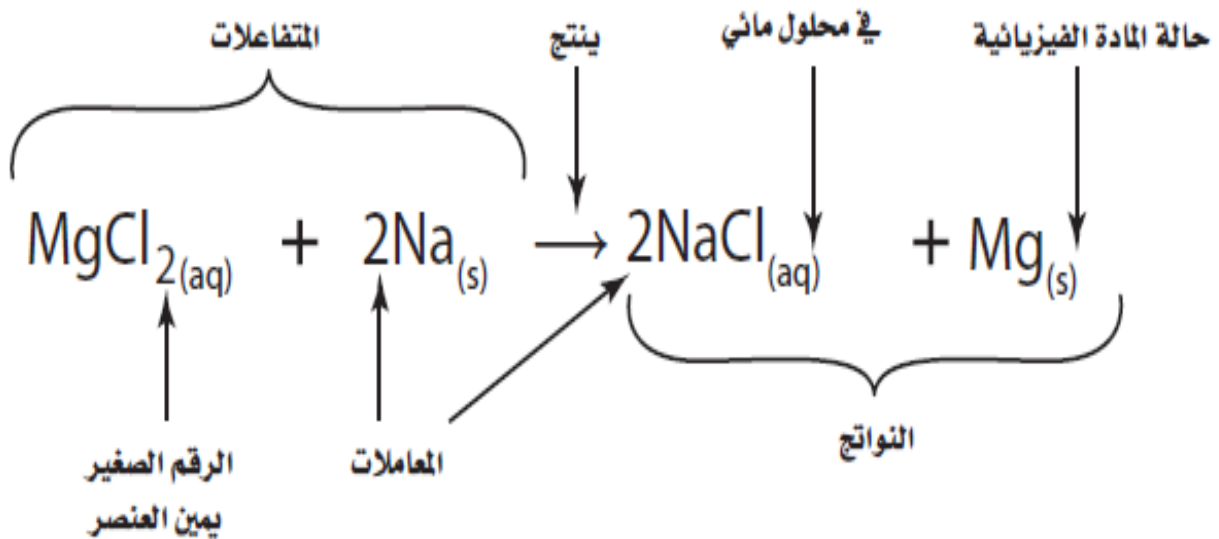 حالة المادة الفيزيائية
في محلول مائي
ينتج
المتفاعلات
MgCl₂(aq) + 2Na(s) → 2NaCl(aq) + Mg(s)
الرقم الصغير
يمين العنصر
المعاملات
النواتج